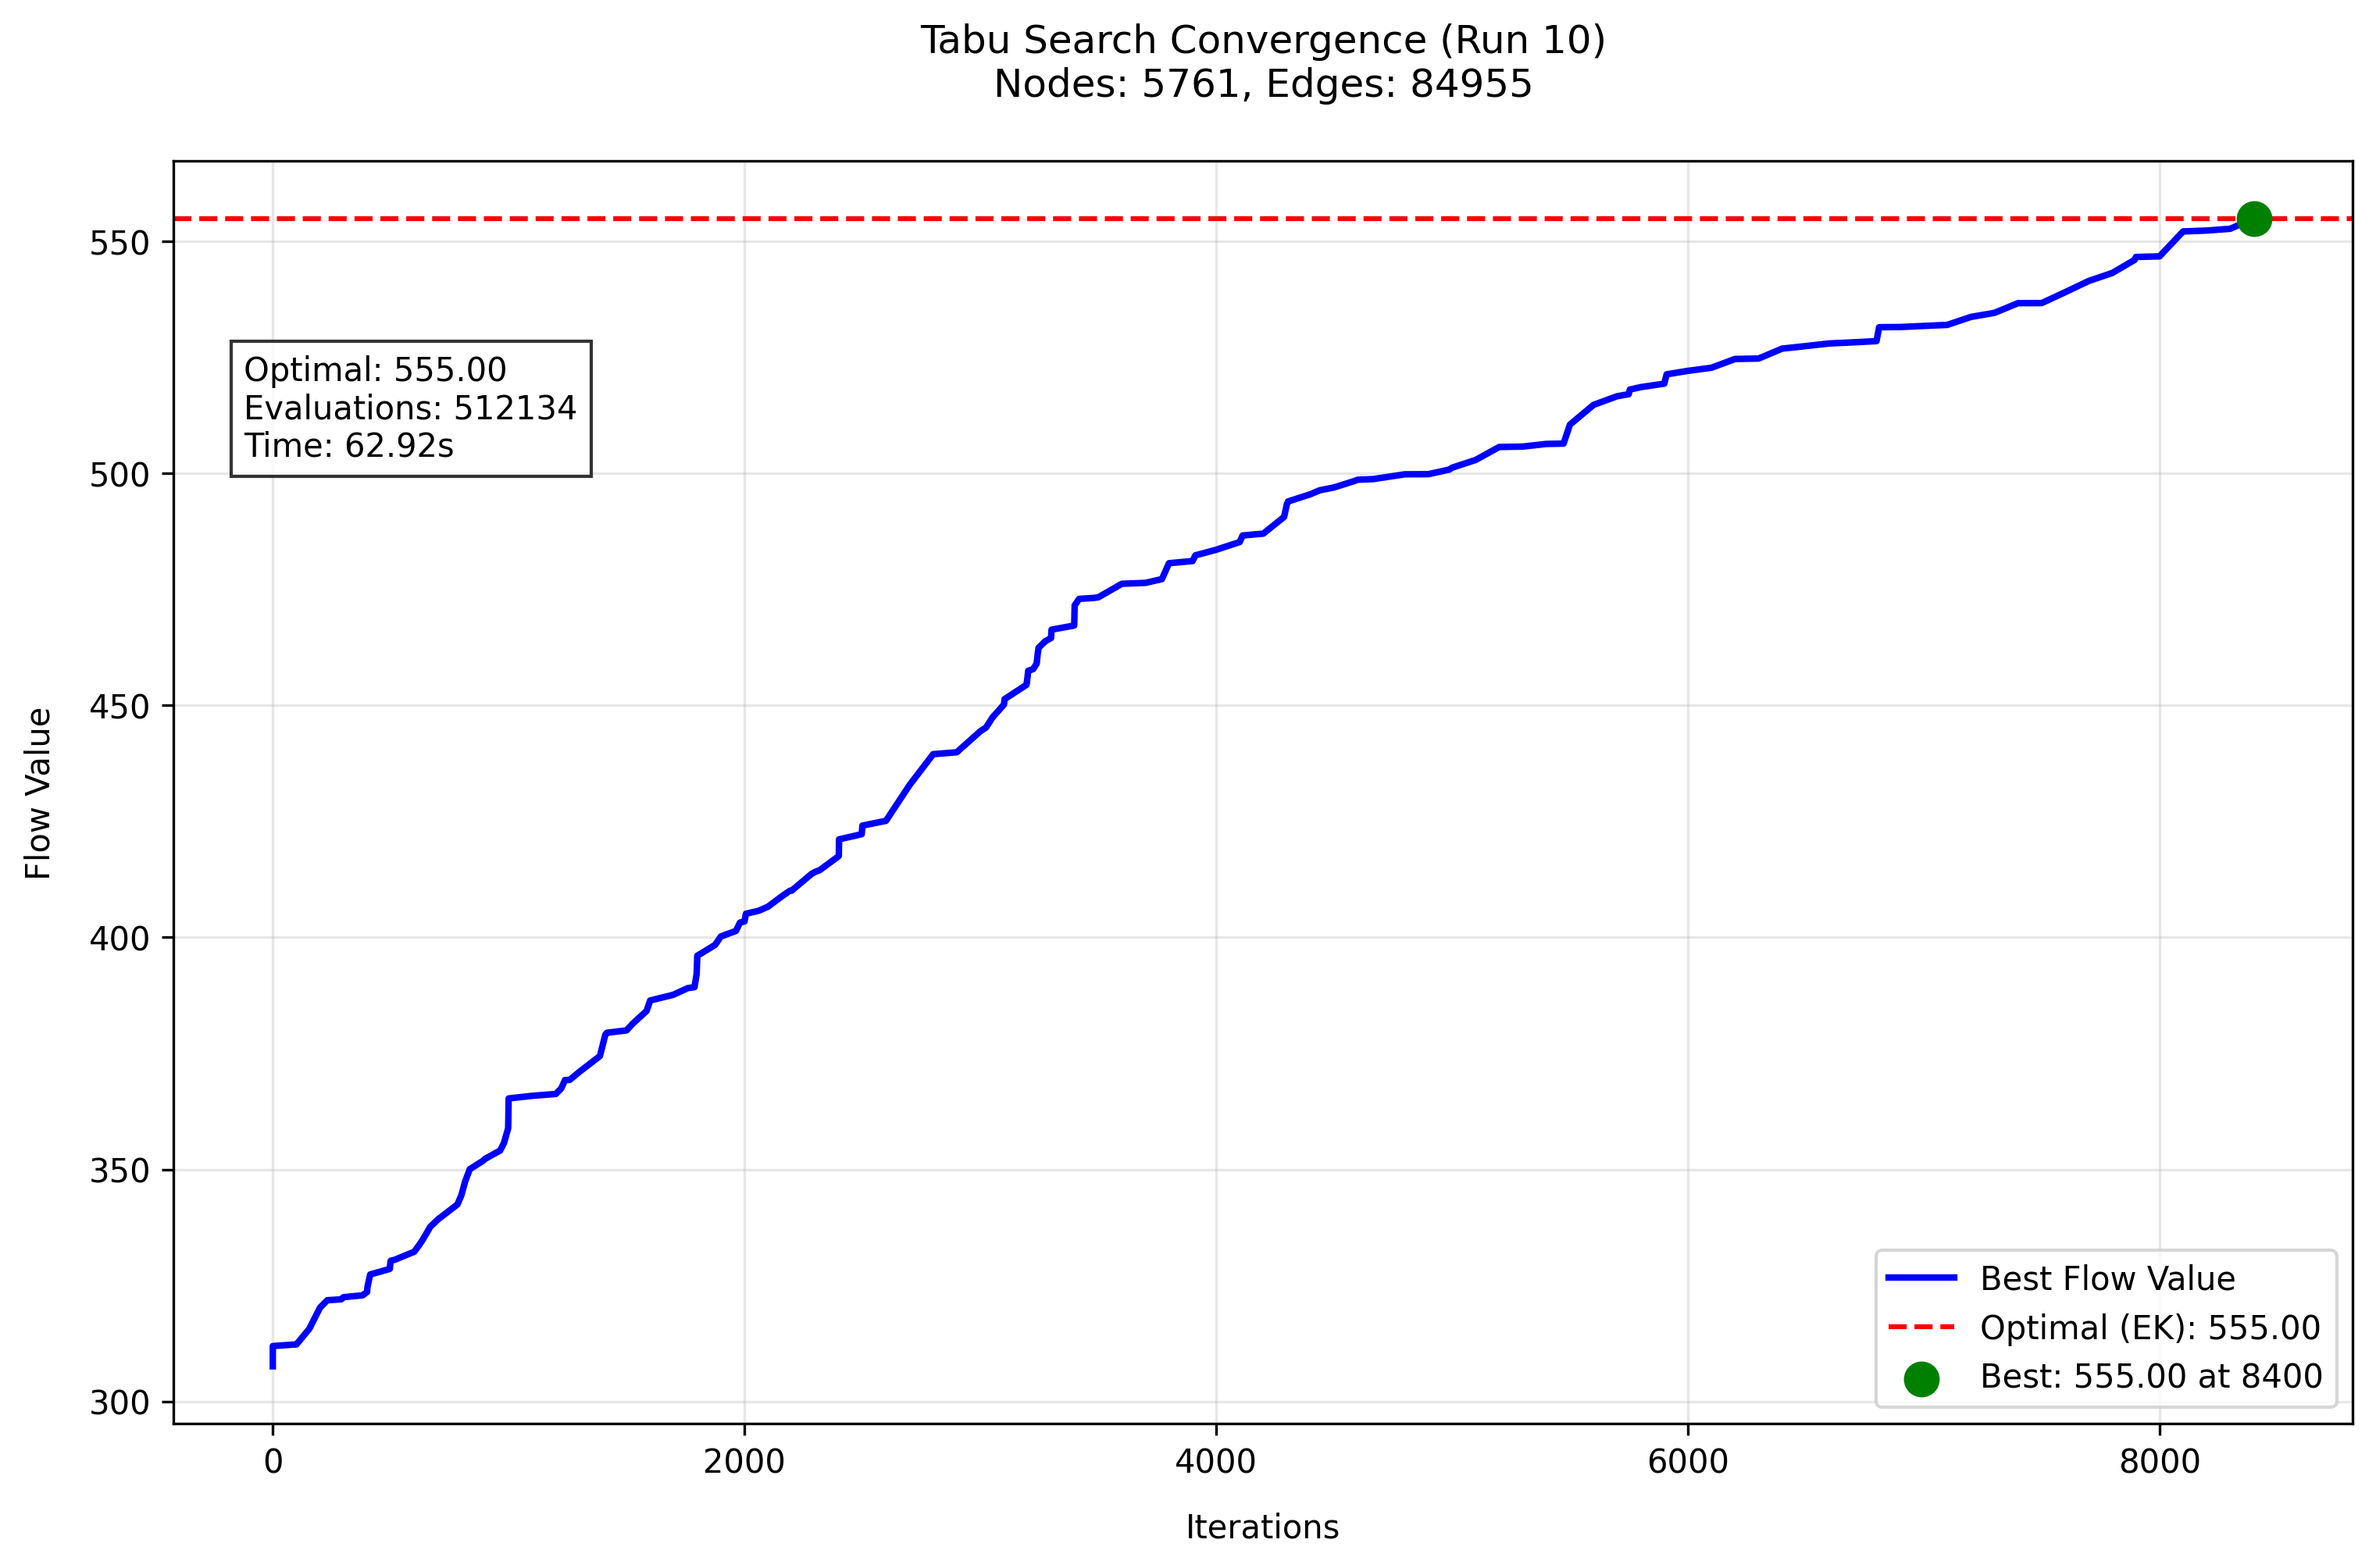 Tabu Search Convergence (Run 10)
Nodes: 5761, Edges: 84955
Flow Value
550
500
450
400
350
300
Optimal: 555.00
Evaluations: 512134
Time: 62.92s
Best Flow Value
Optimal (EK): 555.00
Best: 555.00 at 8400
0 2000 4000 6000 8000
Iterations